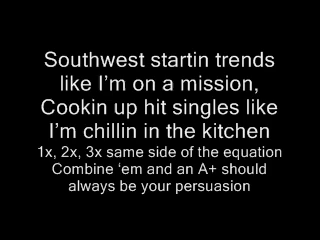 Southwest startin trends
like I'm on a mission,
Cookin up hit singles like
I'm chillin in the kitchen
1x, 2x, 3x same side of the equation
Combine ‘em and an A+ should
always be your persuasion